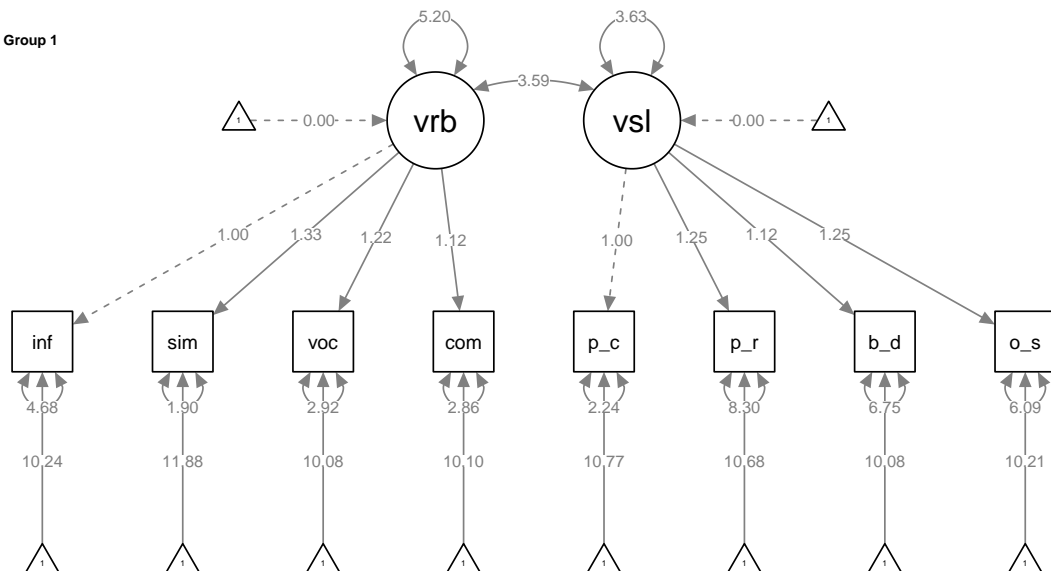 5.20 3.63
Group 1
3.59
1 0.00 vrb vsl 0.00 1
1.00 1.33 1.22 1.12 1.00 1.25 1.12 1.25
inf sim voc com p_c p_r b_d o_s
4.68 1.90 2.92 2.86 2.24 8.30 6.75 6.09
10.24 11.88 10.08 10.10 10.77 10.68 10.08 10.21
1 1 1 1 1 1 1 1